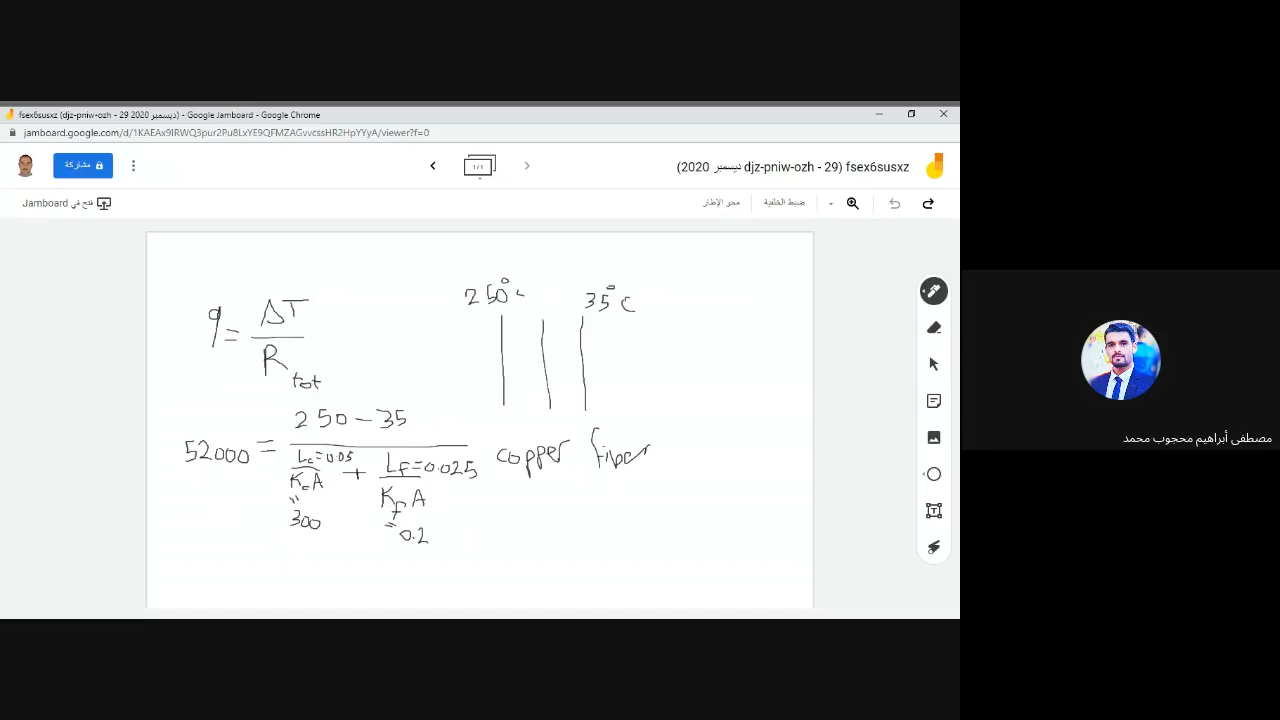 fsex6susxz (djz-pniw-ozh - 29 ديسمبر 2020) - Google Jamboard - Google Chrome
jamboard.google.com/d/1KAEAx9IRWQ3pur2Pu8LxYE9QFMZAGvvcssHR2HpYYyA/viewer?f=0
مشاركة
1/1
fsex6susxz (djz-pniw-ozh - 29 ديسمبر 2020)
فتح في Jamboard
محو الإطار
ضبط الخلفية
250°c 35°C
q = ΔT / R tot
52000 = 250-35
Lc=0.05 / KcA + Lf=0.025 / KfA
= 300 = 0.2
copper fiber
مصطفى أبراهيم محجوب محمد